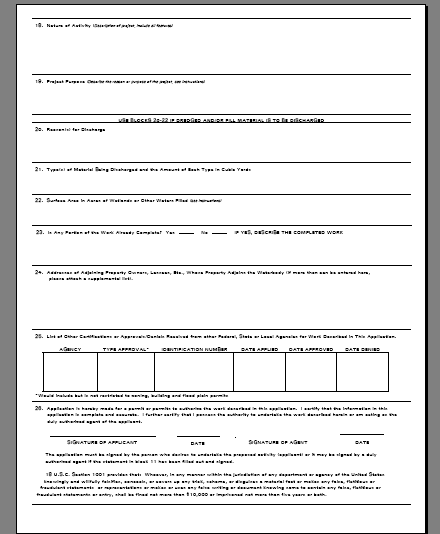 18. Nature of Activity (Description of project, include all features)
19. Project Purpose (Describe the reason or purpose of the project, see instructions)
USE BLOCKS 20-22 IF DREDGED AND/OR FILL MATERIAL IS TO BE DISCHARGED
20. Reason(s) for Discharge
21. Type(s) of Material Being Discharged and the Amount of Each Type in Cubic Yards
22. Surface Area in Acres of Wetlands or Other Waters Filled (see instructions)
23. Is Any Portion of the Work Already Complete? Yes ____ No ____ IF YES, DESCRIBE THE COMPLETED WORK
24. Addresses of Adjoining Property Owners, Lessees, Etc., Whose Property Adjoins the Waterbody (If more than can be entered here,
please attach a supplemental list).
25. List of Other Certifications or Approvals/Denials Received from other Federal, State or Local Agencies for Work Described in This Application.
AGENCY TYPE APPROVAL* IDENTIFICATION NUMBER DATE APPLIED DATE APPROVED DATE DENIED
*Would include but is not restricted to zoning, building and flood plain permits
26. Application is hereby made for a permit or permits to authorize the work described in this application. I certify that the information in this
application is complete and accurate. I further certify that I possess the authority to undertake the work described herein or am acting as the
duly authorized agent of the applicant.
SIGNATURE OF APPLICANT DATE SIGNATURE OF AGENT DATE
The application must be signed by the person who desires to undertake the proposed activity (applicant) or it may be signed by a duly
authorized agent if the statement in block 11 has been filled out and signed.
18 U.S.C. Section 1001 provides that: Whoever, in any manner within the jurisdiction of any department or agency of the United States
knowingly and willfully falsifies, conceals, or covers up any trick, scheme, or disguises a material fact or makes any false, fictitious or
fraudulent statements or representations or makes or uses any false writing or document knowing same to contain any false, fictitious or
fraudulent statements or entry, shall be fined not more than $10,000 or imprisoned not more than five years or both.